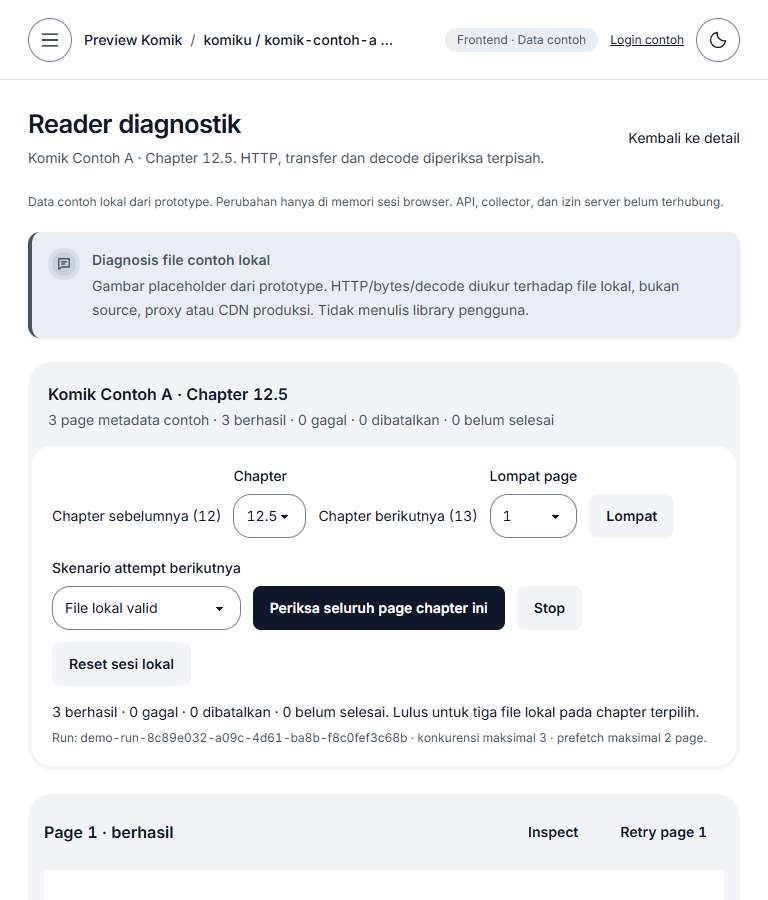 Preview Komik / komiku / komik-contoh-a ...
Frontend · Data contoh
Login contoh
Reader diagnostik
Kembali ke detail
Komik Contoh A · Chapter 12.5. HTTP, transfer dan decode diperiksa terpisah.
Data contoh lokal dari prototype. Perubahan hanya di memori sesi browser. API, collector, dan izin server belum terhubung.
Diagnosis file contoh lokal
Gambar placeholder dari prototype. HTTP/bytes/decode diukur terhadap file lokal, bukan
source, proxy atau CDN produksi. Tidak menulis library pengguna.
Komik Contoh A · Chapter 12.5
3 page metadata contoh · 3 berhasil · 0 gagal · 0 dibatalkan · 0 belum selesai
Chapter
Lompat page
Chapter sebelumnya (12)
12.5
Chapter berikutnya (13)
1
Lompat
Skenario attempt berikutnya
File lokal valid
Periksa seluruh page chapter ini
Stop
Reset sesi lokal
3 berhasil · 0 gagal · 0 dibatalkan · 0 belum selesai. Lulus untuk tiga file lokal pada chapter terpilih.
Run: demo-run-8c89e032-a09c-4d61-ba8b-f8c0fef3c68b · konkurensi maksimal 3 · prefetch maksimal 2 page.
Page 1 · berhasil
Inspect
Retry page 1